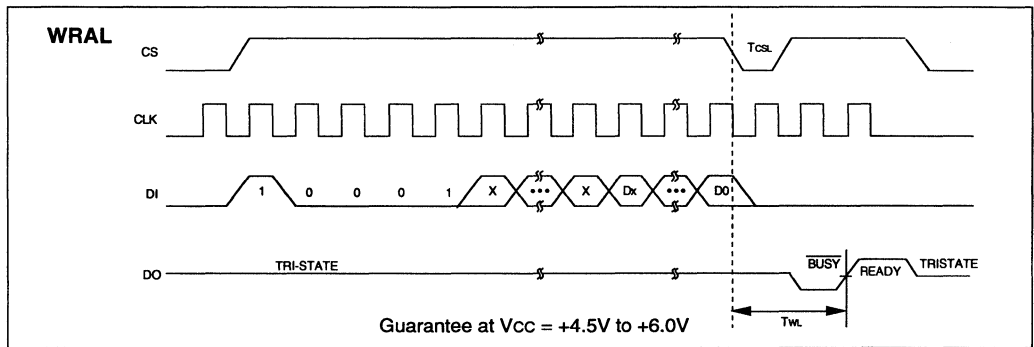 WRAL
CS
TCSL
CLK
DI
1 0 0 0 1 X ••• X Dx ••• D0
DO
TRI-STATE
BUSY
READY
TRISTATE
TWL
Guarantee at VCC = +4.5V to +6.0V